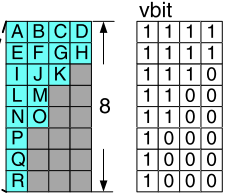 vbit
A B C D 1 1 1 1
E F G H 1 1 1 1
I J K 1 1 1 0
L M 1 1 0 0
8
N O 1 1 0 0
P 1 0 0 0
Q 1 0 0 0
R 1 0 0 0